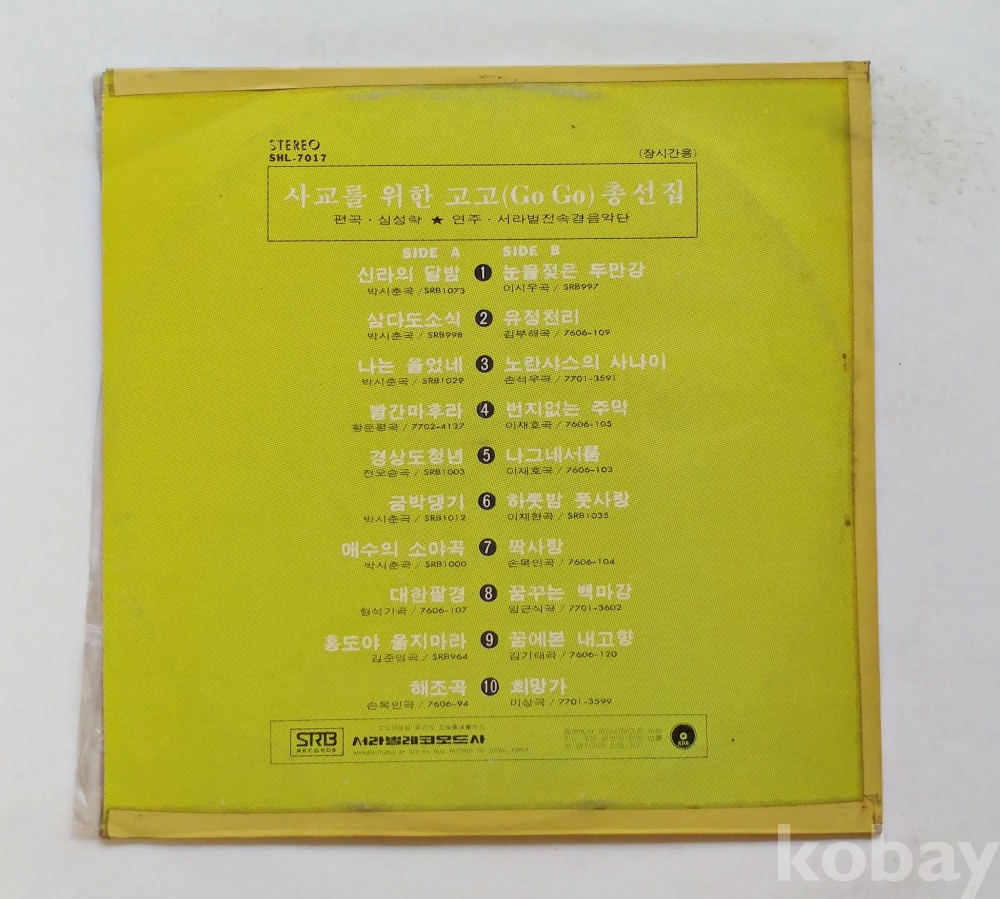 STEREO
SHL-7017
(장시간용)
사교를 위한 고고(Go Go)총선집
편곡·심성락 ★ 연주·서라벌전속경음악단
SIDE A SIDE B
신라의 달밤 1 눈물젖은 두만강
박시춘곡/SRB1073 이시우곡/SRB997
삼다도소식 2 유정천리
박시춘곡/SRB998 김부해곡/7606-109
나는 울었네 3 노란샤스의 사나이
박시춘곡/SRB1029 손석우곡/7701-3591
빨간마후라 4 번지없는 주막
황문평곡/7702-4137 이재호곡/7606-105
경상도청년 5 나그네서름
전오승곡/SRB1003 이재호곡/7606-103
금박댕기 6 하룻밤 풋사랑
박시춘곡/SRB1012 이재현곡/SRB1035
애수의 소야곡 7 짝사랑
박시춘곡/SRB1000 손목인곡/7606-104
대한팔경 8 꿈꾸는 백마강
형석기곡/7606-107 임근식곡/7701-3602
홍도야 울지마라 9 꿈에본 내고향
김준영곡/SRB964 김기태곡/7606-120
해조곡 10 희망가
손목인곡/7606-94 미상곡/7701-3599
SRB
RECORDS
서라벌레코오드사
KPA
kobay